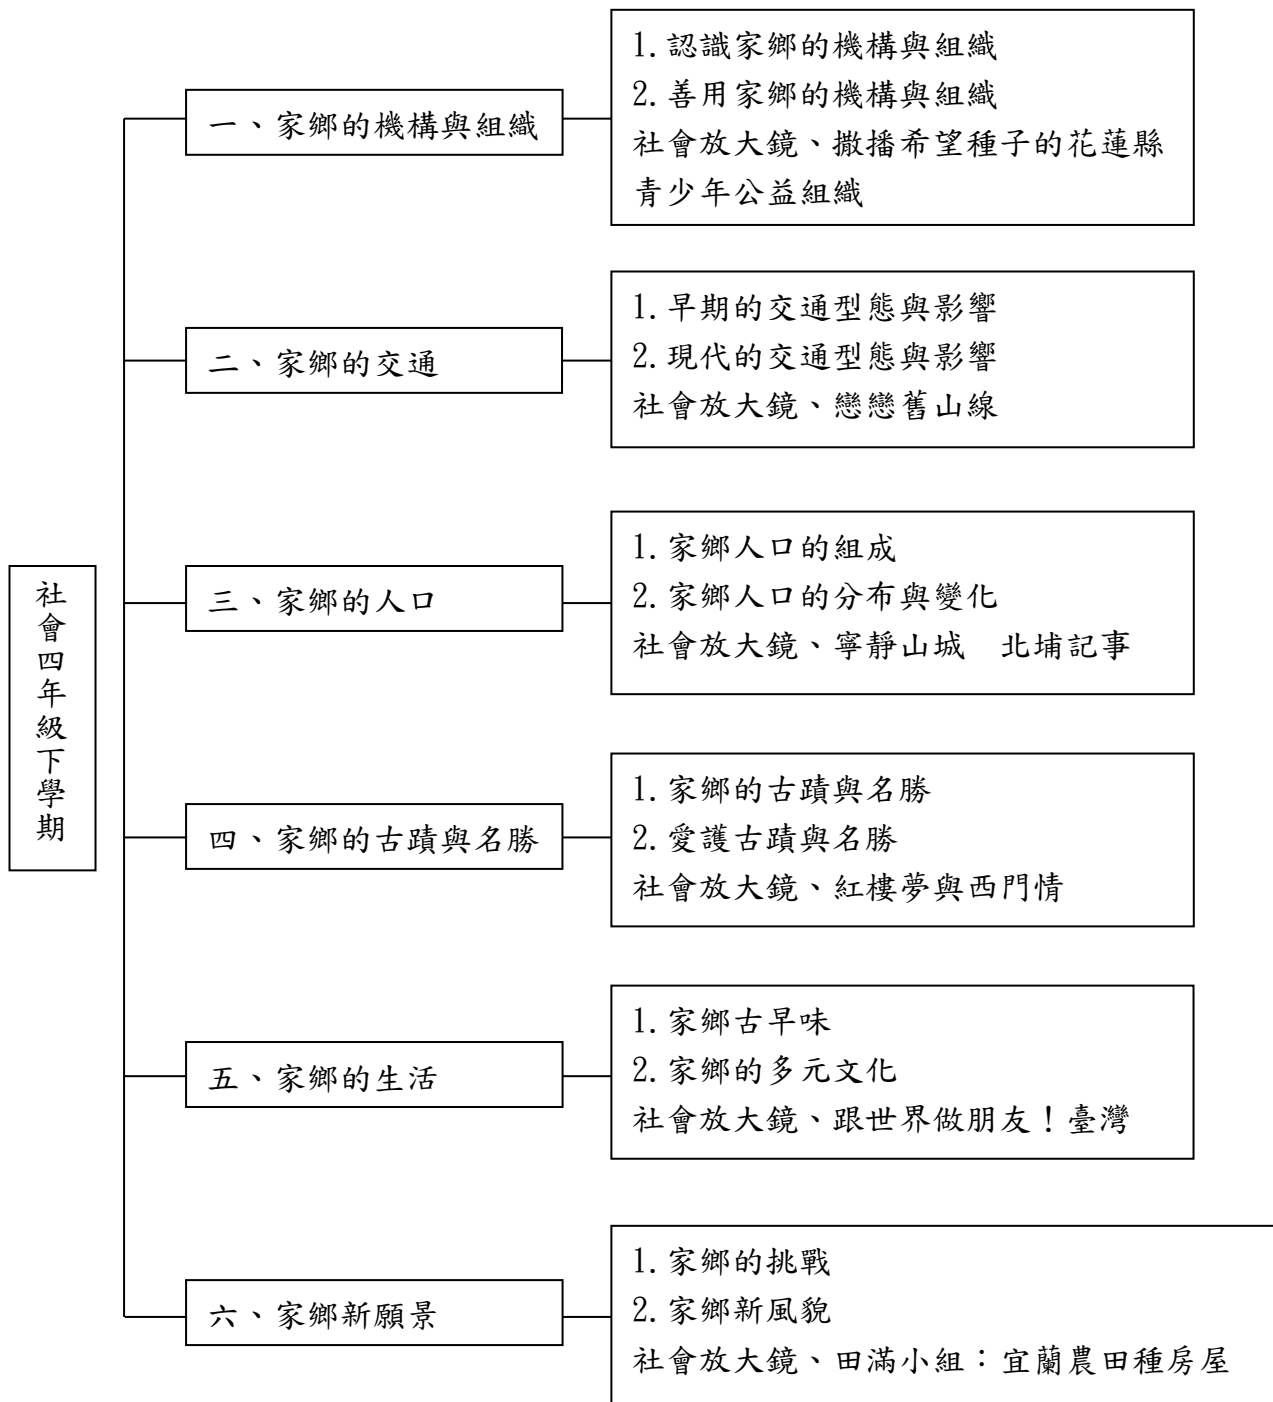 社會四年級下學期
一、家鄉的機構與組織
1.認識家鄉的機構與組織
2.善用家鄉的機構與組織
社會放大鏡、撒播希望種子的花蓮縣
青少年公益組織
二、家鄉的交通
1.早期的交通型態與影響
2.現代的交通型態與影響
社會放大鏡、戀戀舊山線
三、家鄉的人口
1.家鄉人口的組成
2.家鄉人口的分布與變化
社會放大鏡、寧靜山城　北埔記事
四、家鄉的古蹟與名勝
1.家鄉的古蹟與名勝
2.愛護古蹟與名勝
社會放大鏡、紅樓夢與西門情
五、家鄉的生活
1.家鄉古早味
2.家鄉的多元文化
社會放大鏡、跟世界做朋友！臺灣
六、家鄉新願景
1.家鄉的挑戰
2.家鄉新風貌
社會放大鏡、田滿小組：宜蘭農田種房屋